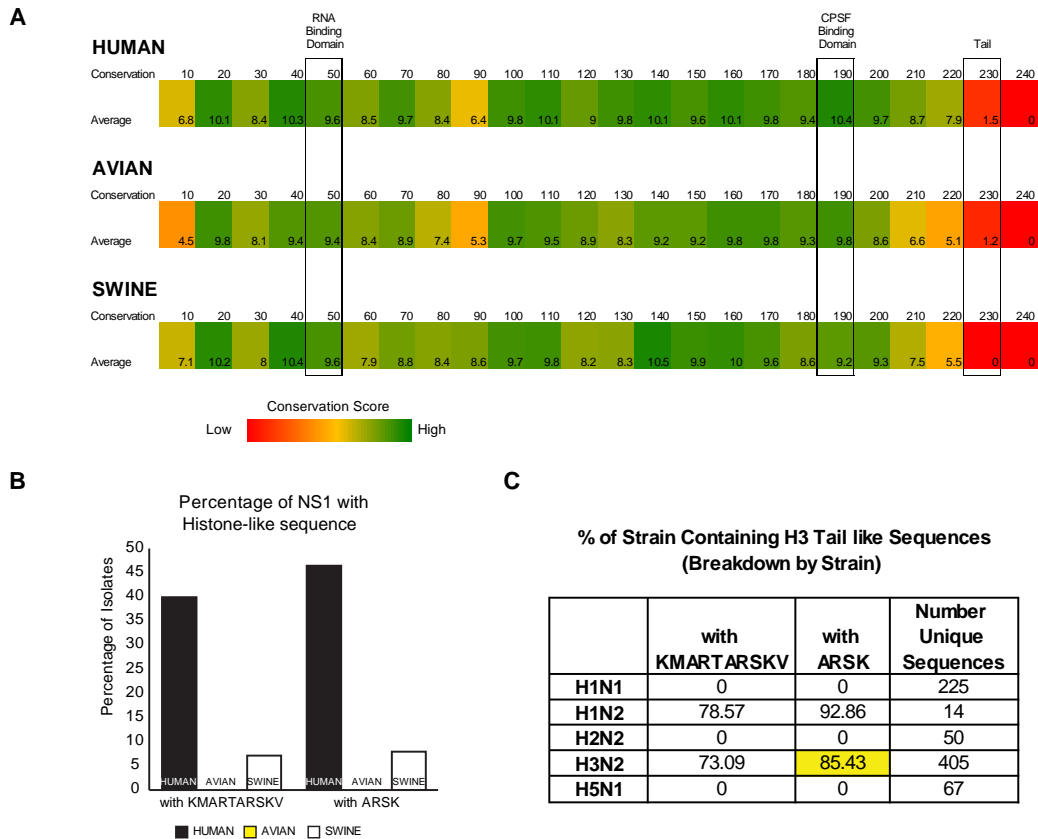 A
RNA
Binding
Domain
CPSF
Binding
Domain
Tail
HUMAN
Conservation 10 20 30 40 50 60 70 80 90 100 110 120 130 140 160 160 170 180 190 200 210 220 230 240
Average 6.8 10.1 8.4 10.3 9.6 8.5 9.7 8.4 6.4 9.8 10.1 9 9.8 10.1 9.6 10.1 9.8 9.4 10.4 9.7 8.7 7.9 1.5 0
AVIAN
Conservation 10 20 30 40 50 60 70 80 90 100 110 120 130 140 160 160 170 180 190 200 210 220 230 240
Average 4.5 9.8 8.1 9.4 9.4 8.4 8.9 7.4 5.3 9.7 9.5 8.9 8.3 9.2 9.2 9.8 9.8 9.3 9.8 8.6 6.6 5.1 1.2 0
SWINE
Conservation 10 20 30 40 50 60 70 80 90 100 110 120 130 140 160 160 170 180 190 200 210 220 230 240
Average 7.1 10.2 8 10.4 9.6 7.9 8.8 8.4 8.6 9.7 9.8 8.2 8.3 10.5 9.9 10 9.6 8.6 9.2 9.3 7.5 5.5 0 0
Conservation Score
Low High
B
Percentage of NS1 with
Histone-like sequence
Percentage of Isolates
50
45
40
35
30
25
20
15
10
5
0
HUMAN AVIAN SWINE HUMAN AVIAN SWINE
with KMARTARSKV with ARSK
HUMAN AVIAN SWINE
C
% of Strain Containing H3 Tail like Sequences
(Breakdown by Strain)
with KMARTARSKV with ARSK Number Unique Sequences
H1N1 0 0 225
H1N2 78.57 92.86 14
H2N2 0 0 50
H3N2 73.09 85.43 405
H5N1 0 0 67